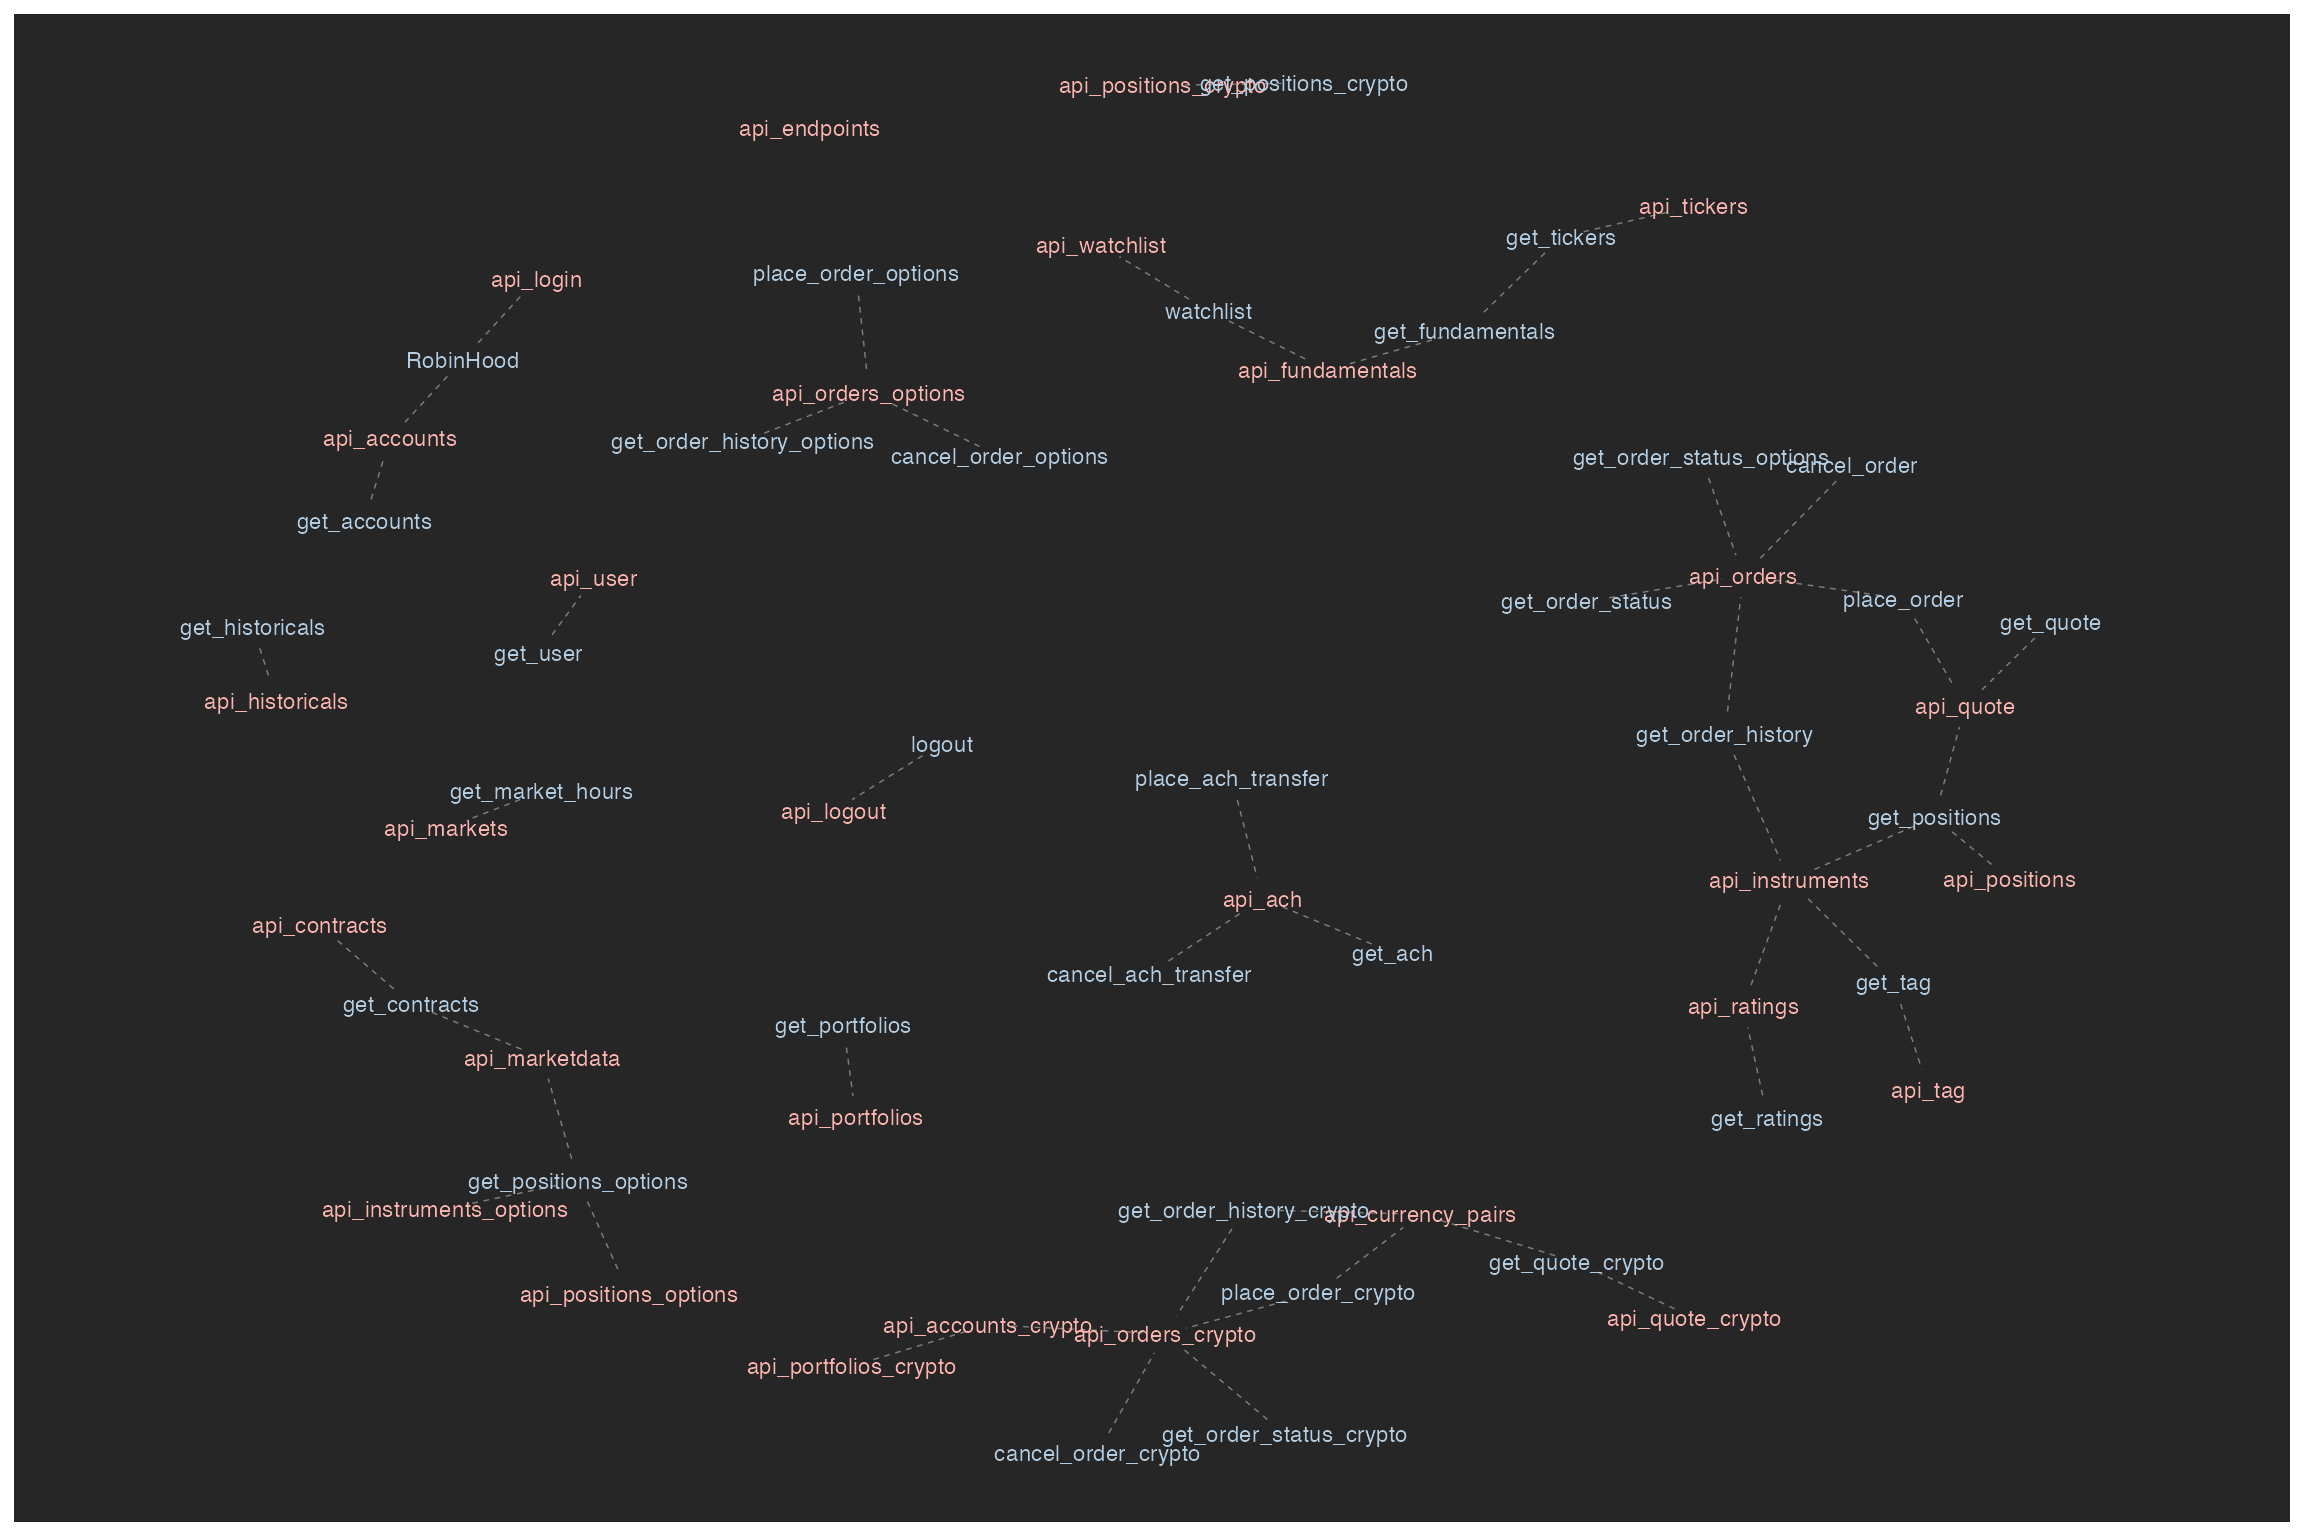 api_positions_crypto
get_positions_crypto
api_endpoints
api_tickers
get_tickers
api_watchlist
place_order_options
api_login
watchlist
get_fundamentals
RobinHood
api_fundamentals
api_orders_options
api_accounts
get_order_history_options
cancel_order_options
get_order_status_options
cancel_order
get_accounts
api_user
api_orders
get_order_status
place_order
get_quote
get_historicals
get_user
api_historicals
api_quote
get_order_history
logout
place_ach_transfer
get_market_hours
api_logout
get_positions
api_markets
api_instruments
api_positions
api_ach
api_contracts
get_ach
cancel_ach_transfer
get_tag
get_contracts
api_ratings
get_portfolios
api_marketdata
api_tag
api_portfolios
get_ratings
get_positions_options
api_instruments_options
get_order_history_crypto
api_currency_pairs
get_quote_crypto
api_positions_options
place_order_crypto
api_quote_crypto
api_accounts_crypto
api_orders_crypto
api_portfolios_crypto
get_order_status_crypto
cancel_order_crypto